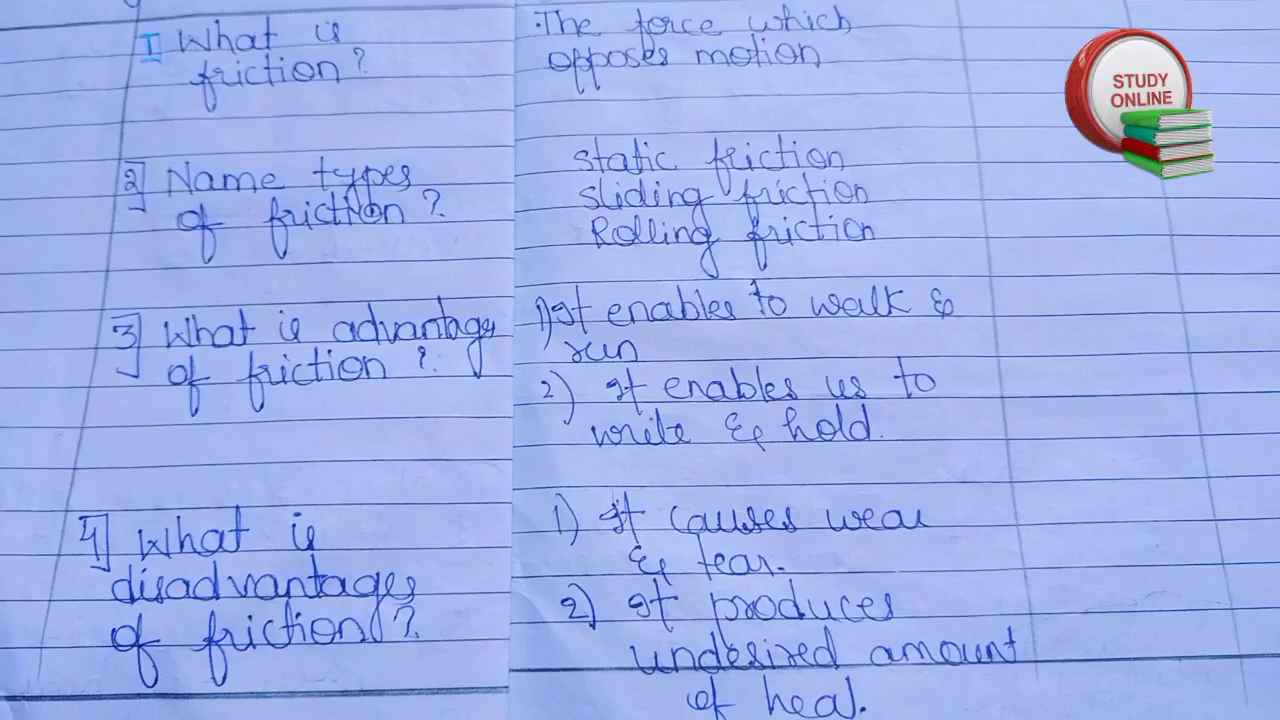 I What is
friction?
The force which
opposes motion
2] Name types
of friction?
static friction
sliding friction
Rolling friction
3] What is advantages
of friction?
1) It enables to walk &
run
2) It enables us to
write & hold.
4] What is
disadvantages
of friction?
1) It causes wear
& tear.
2) It produces
undesired amount
of heat.
STUDY
ONLINE